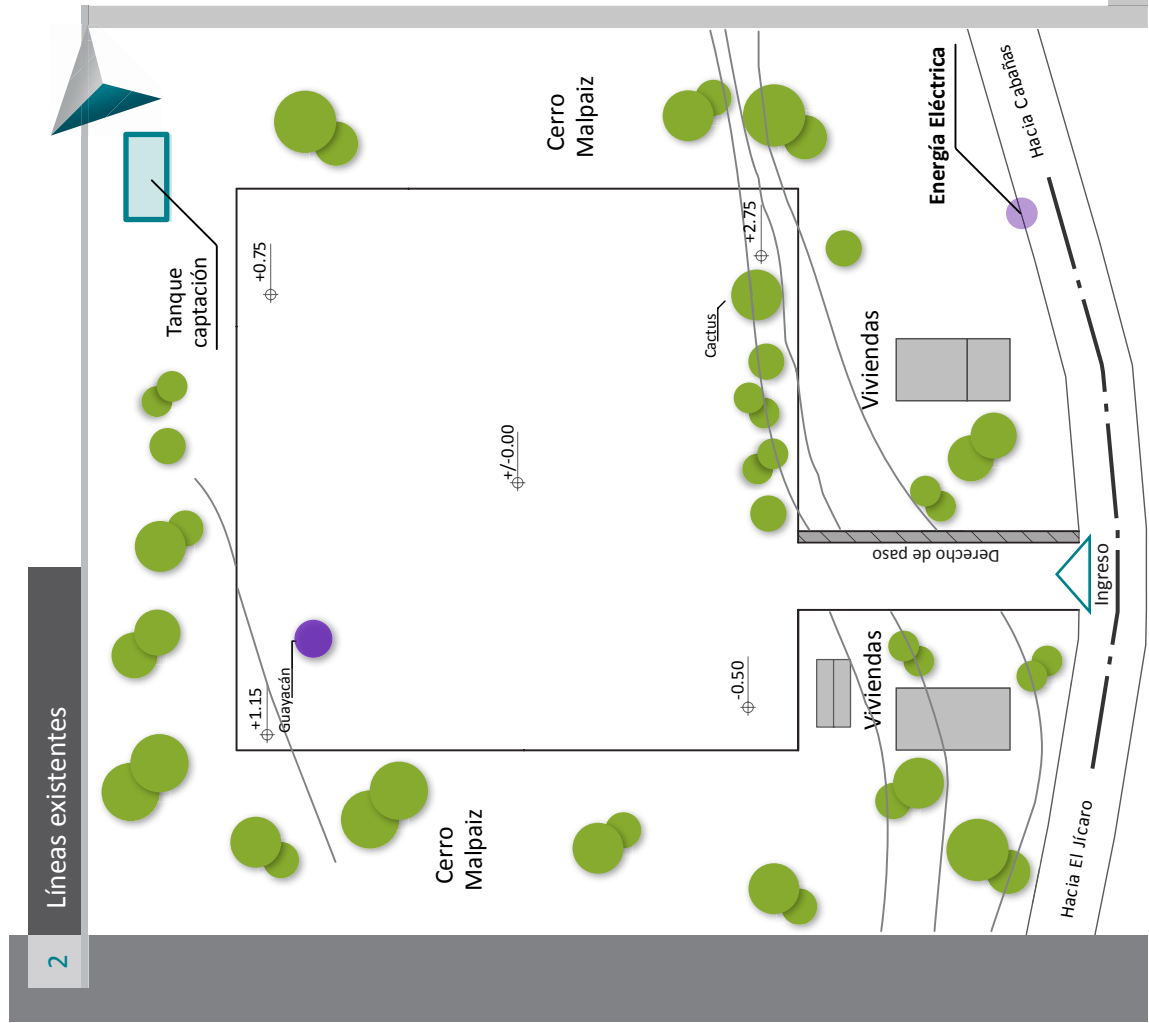 2
Líneas existentes
Tanque
captación
+0.75
+1.15
Guayacán
Cerro
Malpaiz
Cerro
Malpaiz
+/-0.00
+2.75
Cactus
-0.50
Energía Eléctrica
Hacia Cabañas
Viviendas
Viviendas
Derecho de paso
Ingreso
Hacia El Jícaro